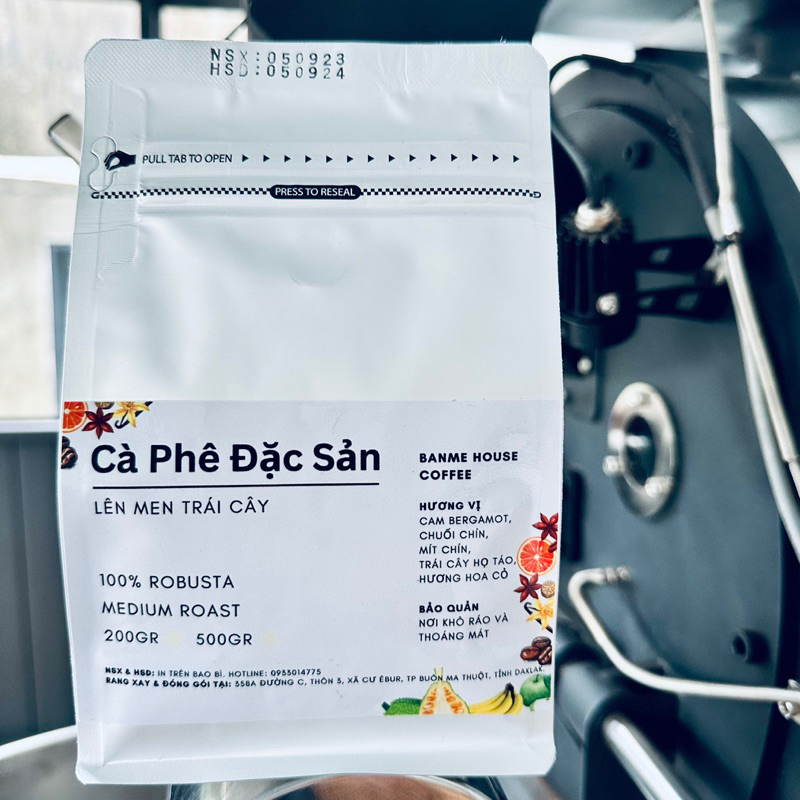 NSX:050923
HSD:050924
PULL TAB TO OPEN
PRESS TO RESEAL
Cà Phê Đặc Sản
LÊN MEN TRÁI CÂY
100% ROBUSTA
MEDIUM ROAST
200GR 500GR
BANME HOUSE
COFFEE
HƯƠNG VỊ
CAM BERGAMOT,
CHUỐI CHÍN,
MÍT CHÍN,
TRÁI CÂY HỌ TÁO,
HƯƠNG HOA CỎ
BẢO QUẢN
NƠI KHÔ RÁO VÀ
THOÁNG MÁT
NSX & HSD: IN TRÊN BAO BÌ. HOTLINE: 0935014775
RANG XAY & ĐÓNG GÓI TẠI: 358A ĐƯỜNG C, THÔN 3, XÃ CƯ ÊBUR, TP BUÔN MA THUỘT, TỈNH DAKLAK.